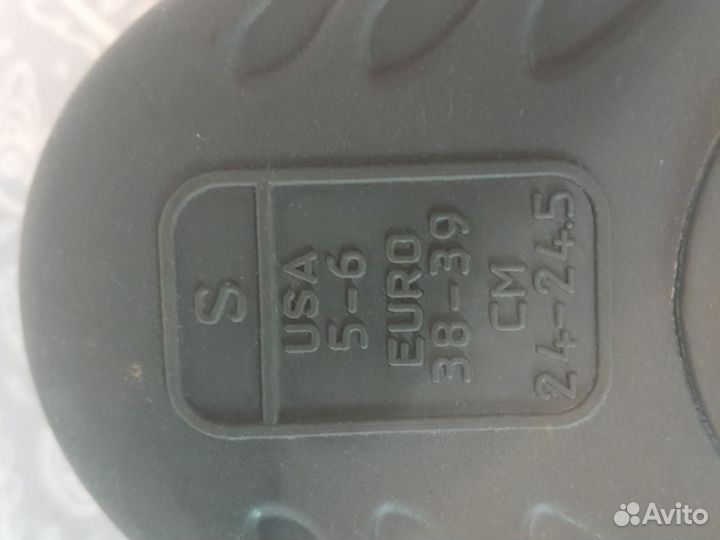 S
USA
5-6
EURO
38-39
CM
24-24.5
Avito